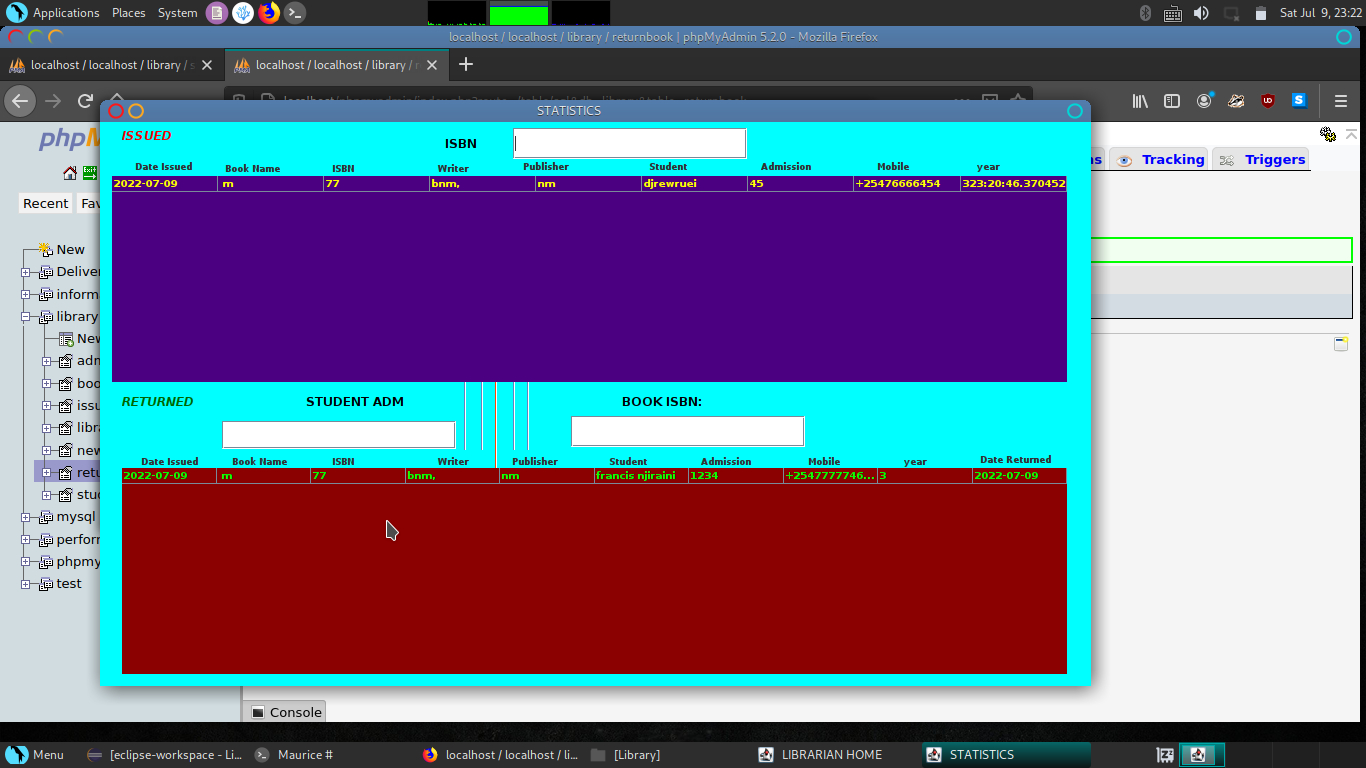 Applications Places System Sat Jul 9, 23:22
localhost / localhost / library / returnbook | phpMyAdmin 5.2.0 - Mozilla Firefox
localhost / localhost / library / localhost / localhost / library /
STATISTICS
ISSUED ISBN
Date Issued Book Name ISBN Writer Publisher Student Admission Mobile year
2022-07-09 m 77 bnm, nm djrewruei 45 +25476666454 323:20:46.370452
RETURNED STUDENT ADM BOOK ISBN:
Date Issued Book Name ISBN Writer Publisher Student Admission Mobile year Date Returned
2022-07-09 m 77 bnm, nm francis njiraini 1234 +2547777746... 3 2022-07-09
php
Recent Fav
New
Deliver
inform
library
New
adm
boo
issu
libra
new
retu
stud
mysql
perforr
phpmy
test
Tracking Triggers
Console
Menu [eclipse-workspace - Li... Maurice # localhost / localhost / li... [Library] LIBRARIAN HOME STATISTICS